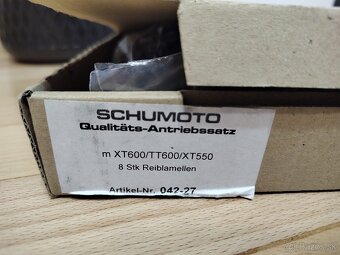 SCHUMOTO
Qualitäts-Antriebssatz
m XT600/TT600/XT550
8 Stk Reiblamellen
Artikel-Nr. 042-27